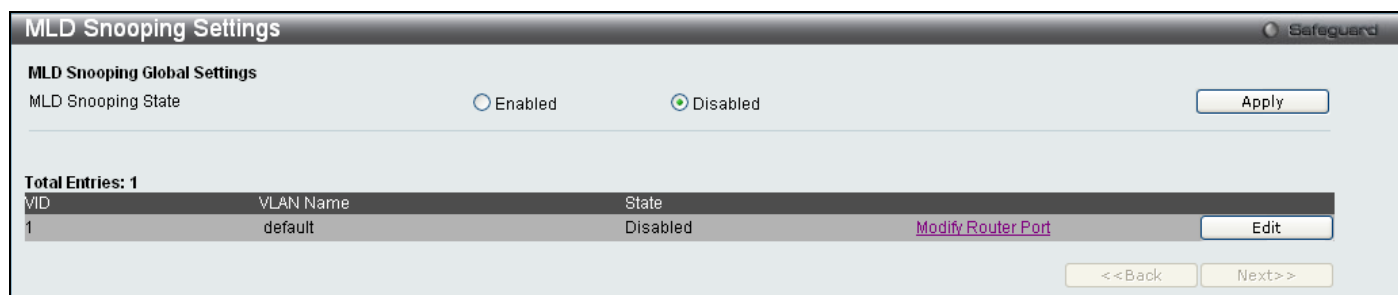 MLD Snooping Settings Safeguard
MLD Snooping Global Settings
MLD Snooping State Enabled Disabled Apply
Total Entries: 1
VID VLAN Name State
1 default Disabled Modify Router Port Edit
<<Back Next>>